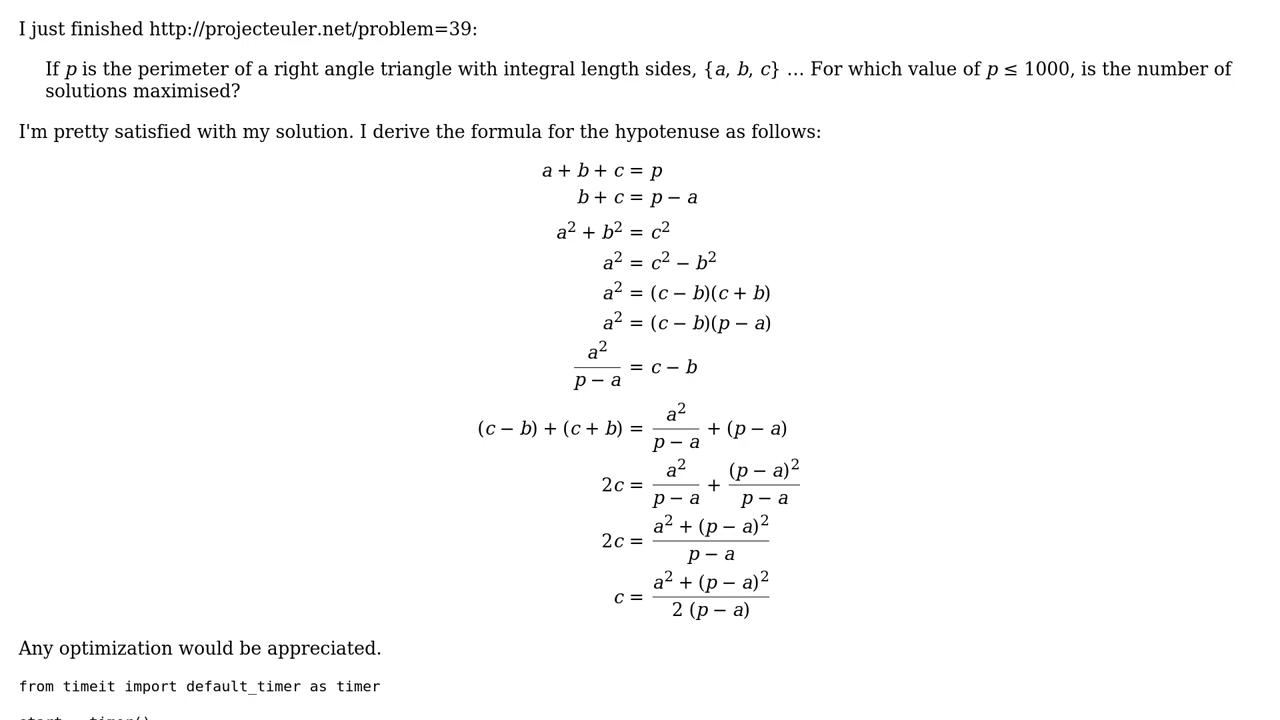 I just finished http://projecteuler.net/problem=39:
If p is the perimeter of a right angle triangle with integral length sides, {a, b, c} … For which value of p ≤ 1000, is the number of
solutions maximised?
I'm pretty satisfied with my solution. I derive the formula for the hypotenuse as follows:
a + b + c = p
b + c = p − a
a² + b² = c²
a² = c² − b²
a² = (c − b)(c + b)
a² = (c − b)(p − a)
a² / (p − a) = c − b
(c − b) + (c + b) = a² / (p − a) + (p − a)
2c = a² / (p − a) + (p − a)² / (p − a)
2c = (a² + (p − a)²) / (p − a)
c = (a² + (p − a)²) / (2 (p − a))
Any optimization would be appreciated.
from timeit import default_timer as timer